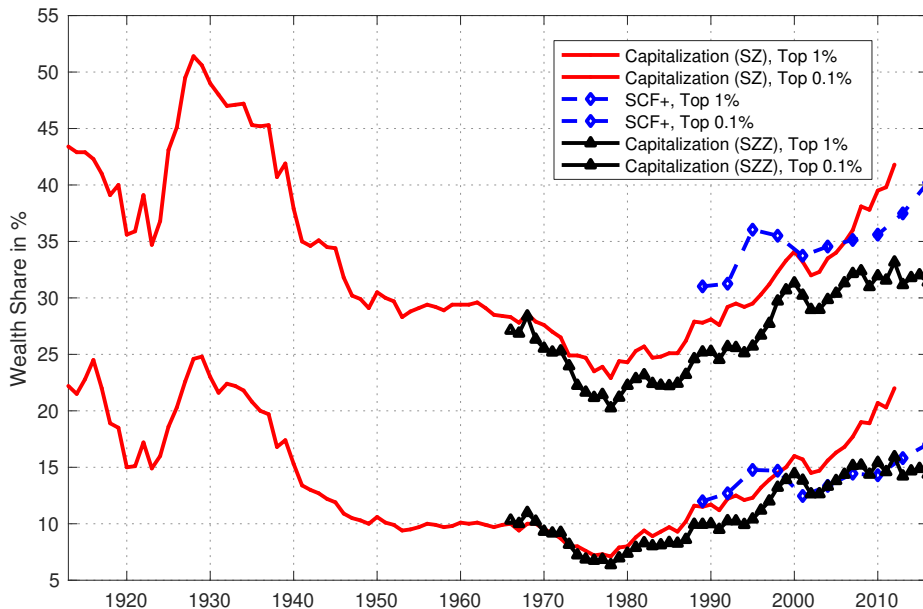 55
50
45
40
35
30
25
20
15
10
5
Wealth Share in %
Capitalization (SZ), Top 1%
Capitalization (SZ), Top 0.1%
SCF+, Top 1%
SCF+, Top 0.1%
Capitalization (SZZ), Top 1%
Capitalization (SZZ), Top 0.1%
1920 1930 1940 1950 1960 1970 1980 1990 2000 2010